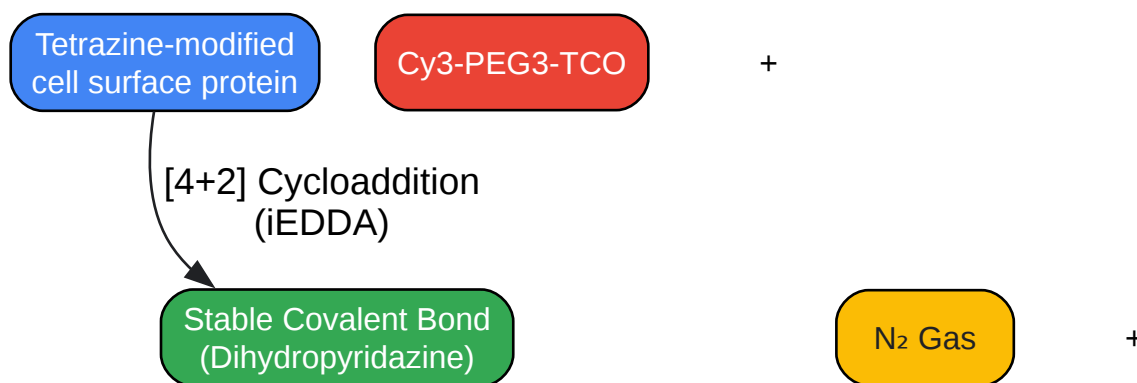 Tetrazine-modified
cell surface protein
Cy3-PEG3-TCO
+
[4+2] Cycloaddition
(iEDDA)
Stable Covalent Bond
(Dihydropyridazine)
N₂ Gas
+